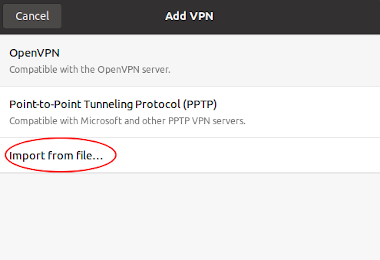 Cancel
Add VPN
OpenVPN
Compatible with the OpenVPN server.
Point-to-Point Tunneling Protocol (PPTP)
Compatible with Microsoft and other PPTP VPN servers.
Import from file...